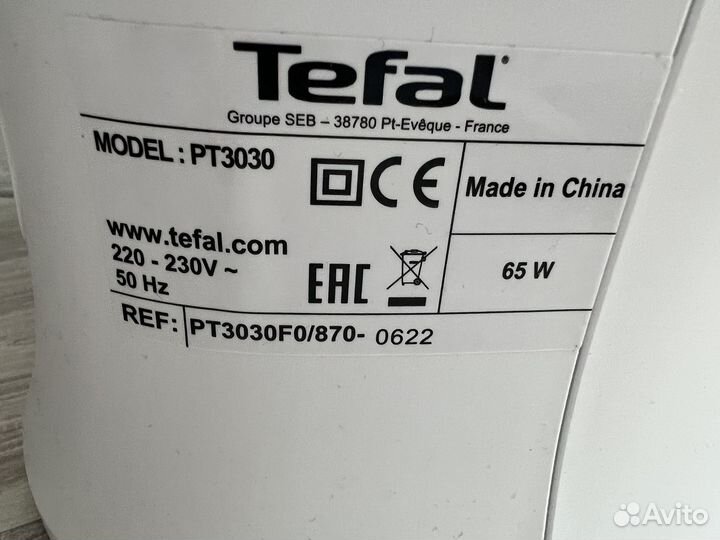 Tefal
Groupe SEB – 38780 Pt-Evêque - France
MODEL : PT3030
CE
Made in China
www.tefal.com
220 - 230V ~
50 Hz
EAC
65 W
REF: PT3030F0/870- 0622
Avito